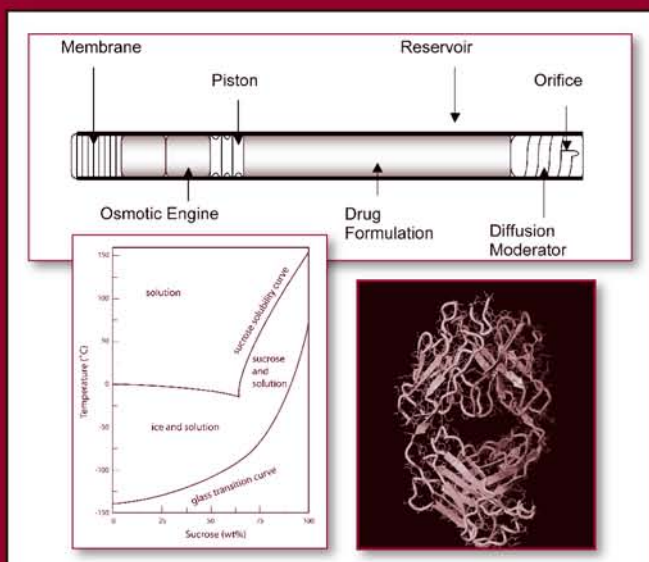 Membrane
Reservoir
Piston
Orifice
Osmotic Engine
Drug
Formulation
Diffusion
Moderator
150
100
0
-50
-100
-150
Temperature (°C)
solution
sucrose solubility curve
sucrose
and
solution
ice and solution
glass transition curve
0
25
50
75
100
Sucrose (wt%)